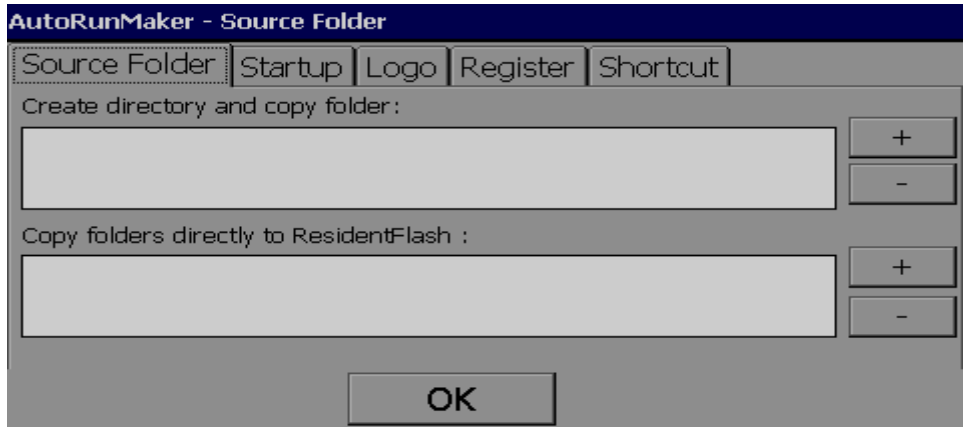 AutoRunMaker - Source Folder
Source Folder Startup Logo Register Shortcut
Create directory and copy folder:
+
-
Copy folders directly to ResidentFlash :
+
-
OK